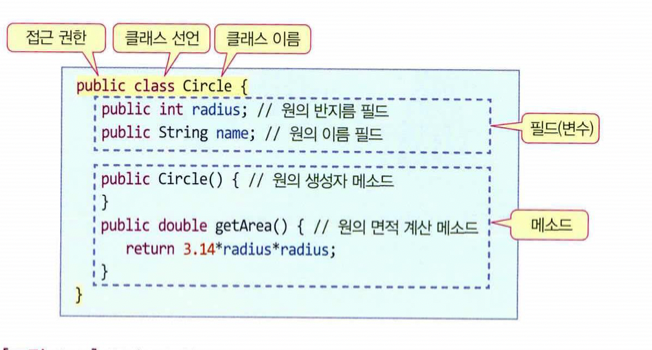 접근 권한
클래스 선언
클래스 이름
public class Circle {
public int radius; // 원의 반지름 필드
public String name; // 원의 이름 필드
필드(변수)
public Circle() { // 원의 생성자 메소드
}
public double getArea() { // 원의 면적 계산 메소드
return 3.14*radius*radius;
}
메소드
}